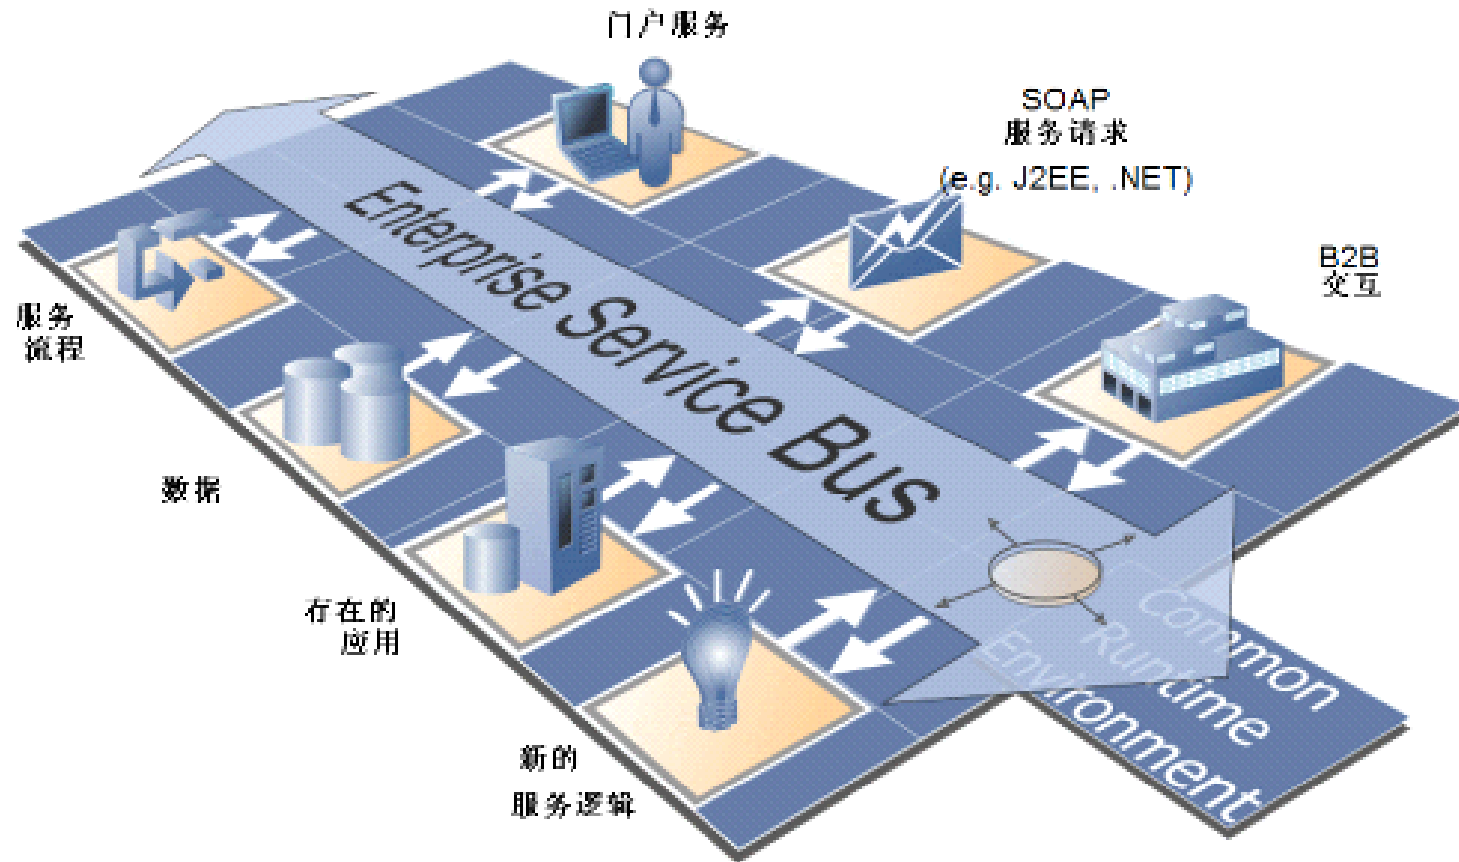 门户服务
SOAP
服务请求
(e.g. J2EE, .NET)
B2B
交互
Enterprise Service Bus
服务
流程
数据
存在的
应用
新的
服务逻辑
Common
Runtime
Environment